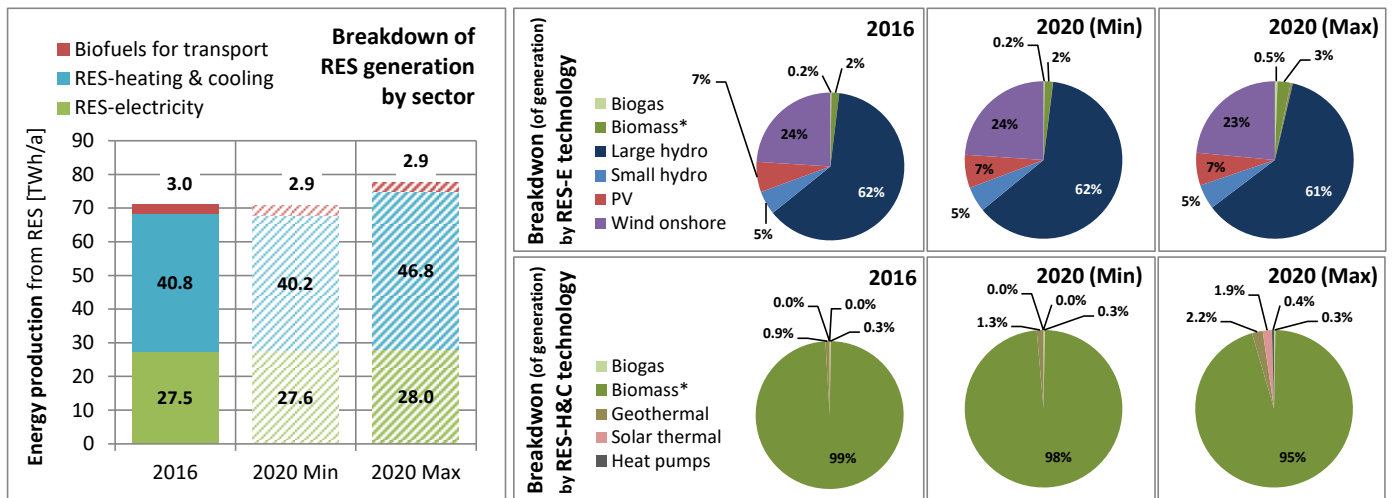 Breakdown of
RES generation
by sector
Biofuels for transport
RES-heating & cooling
RES-electricity
Energy production from RES [TWh/a]
90
80
70
60
50
40
30
20
10
0
3.0
2.9
2.9
40.8
40.2
46.8
27.5
27.6
28.0
2016
2020 Min
2020 Max
Breakdwon (of generation)
by RES-E technology
Biogas
Biomass*
Large hydro
Small hydro
PV
Wind onshore
2016
0.2%
2%
7%
24%
62%
5%
2020 (Min)
0.2%
2%
24%
7%
62%
5%
2020 (Max)
0.5%
3%
23%
7%
61%
5%
Breakdwon (of generation)
by RES-H&C technology
Biogas
Biomass*
Geothermal
Solar thermal
Heat pumps
2016
0.0%
0.0%
0.9%
0.3%
99%
2020 (Min)
0.0%
0.0%
1.3%
0.3%
98%
2020 (Max)
1.9%
0.4%
2.2%
0.3%
95%